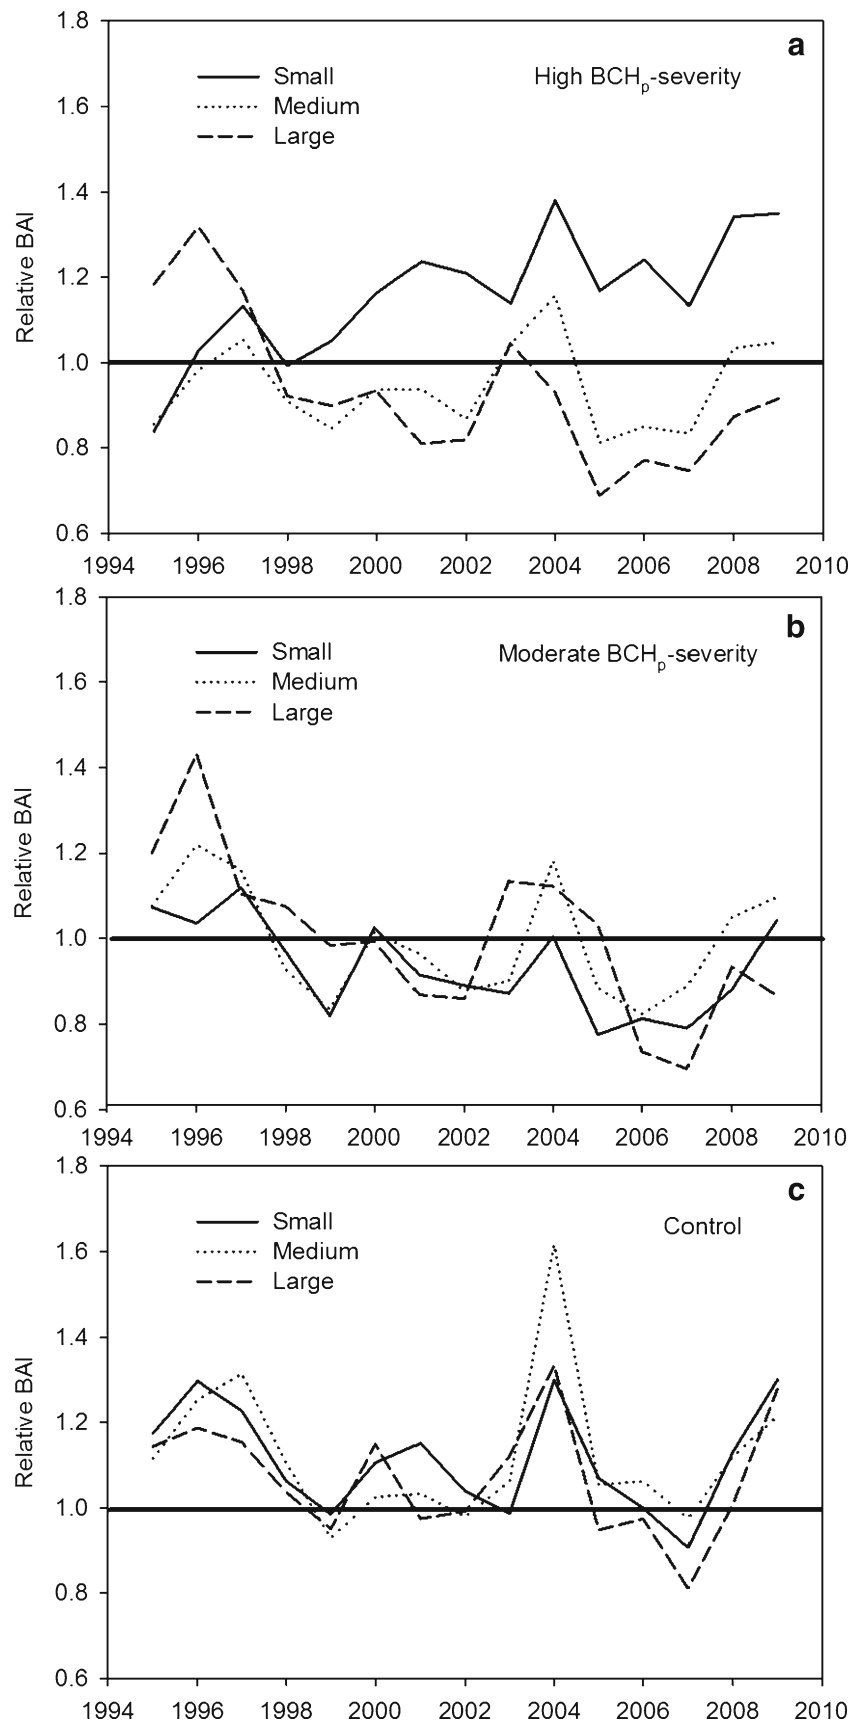 1.8
a
Small
High BCHp-severity
1.6
Medium
Large
1.4
Relative BAI
1.2
1.0
0.8
0.6
1994 1996 1998 2000 2002 2004 2006 2008 2010
1.8
b
Small
Moderate BCHp-severity
1.6
Medium
Large
1.4
Relative BAI
1.2
1.0
0.8
0.6
1994 1996 1998 2000 2002 2004 2006 2008 2010
1.8
c
Small
Control
1.6
Medium
Large
1.4
Relative BAI
1.2
1.0
0.8
0.6
1994 1996 1998 2000 2002 2004 2006 2008 2010